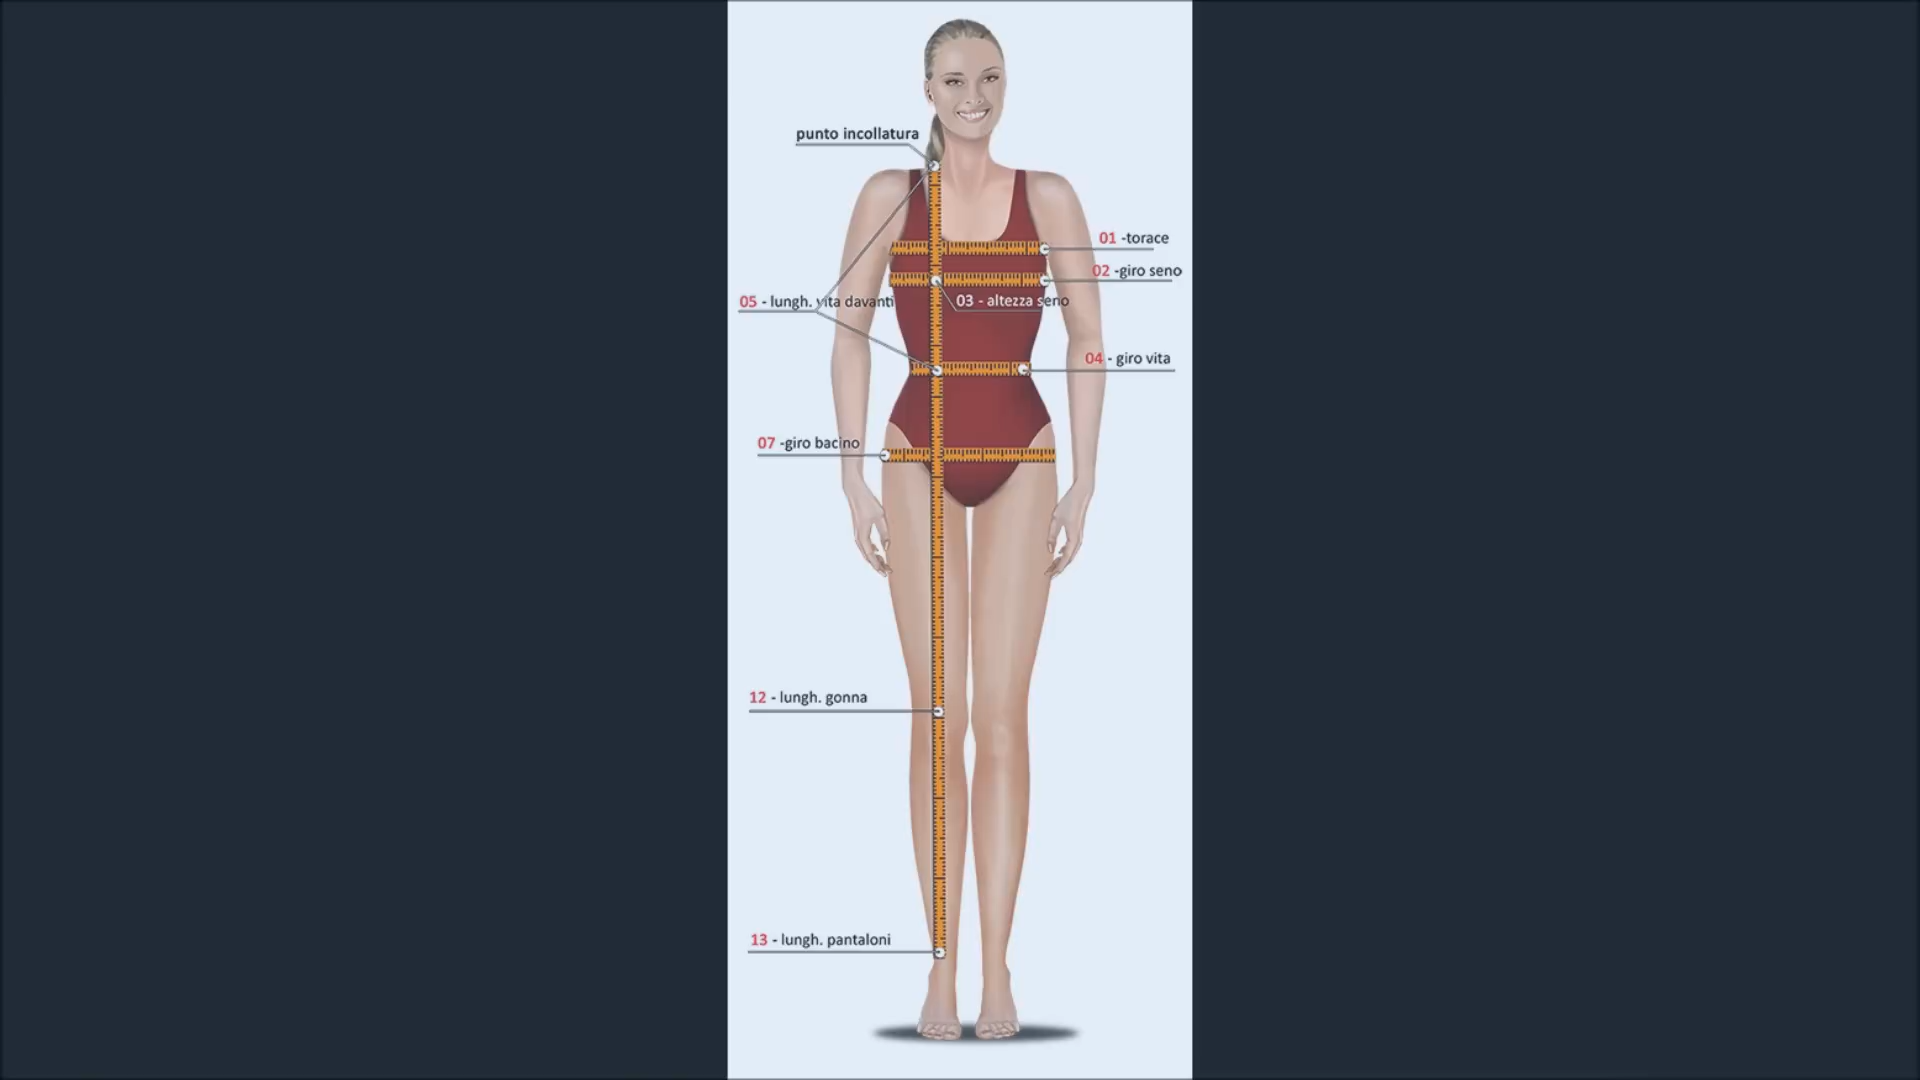 punto incollatura
01 -torace
02 -giro seno
05 - lungh. vita davanti
03 - altezza seno
04 - giro vita
07 -giro bacino
12 - lungh. gonna
13 - lungh. pantaloni